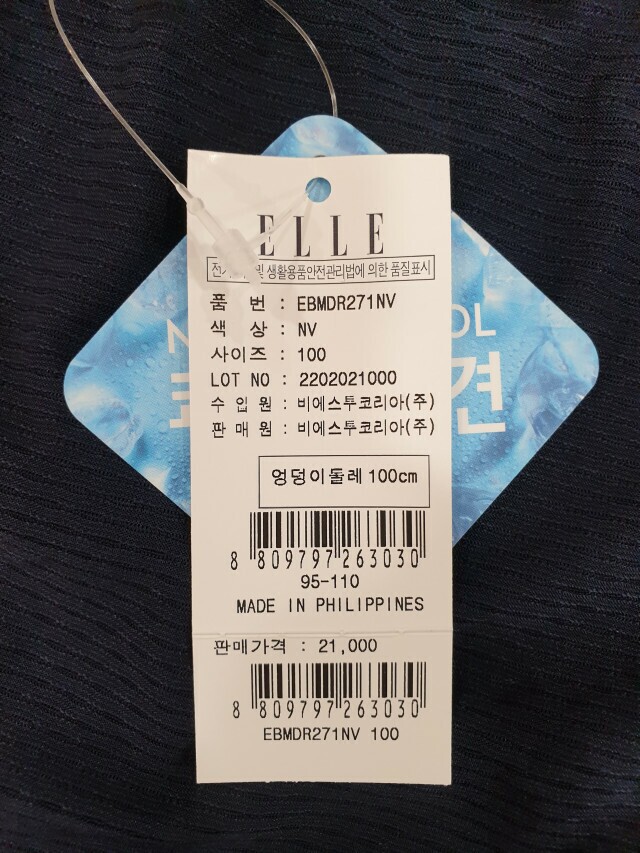 ELLE
및 생활용품안전관리법에 의한 품질표시
품 번 : EBMDR271NV
색 상 : NV
사이즈 : 100
LOT NO : 2202021000
수 입 원 : 비에스투코리아(주)
판 매 원 : 비에스투코리아(주)
엉덩이둘레 100cm
8 809797 263030
95-110
MADE IN PHILIPPINES
판매가격 : 21,000
8 809797 263030
EBMDR271NV 100
N OL
견